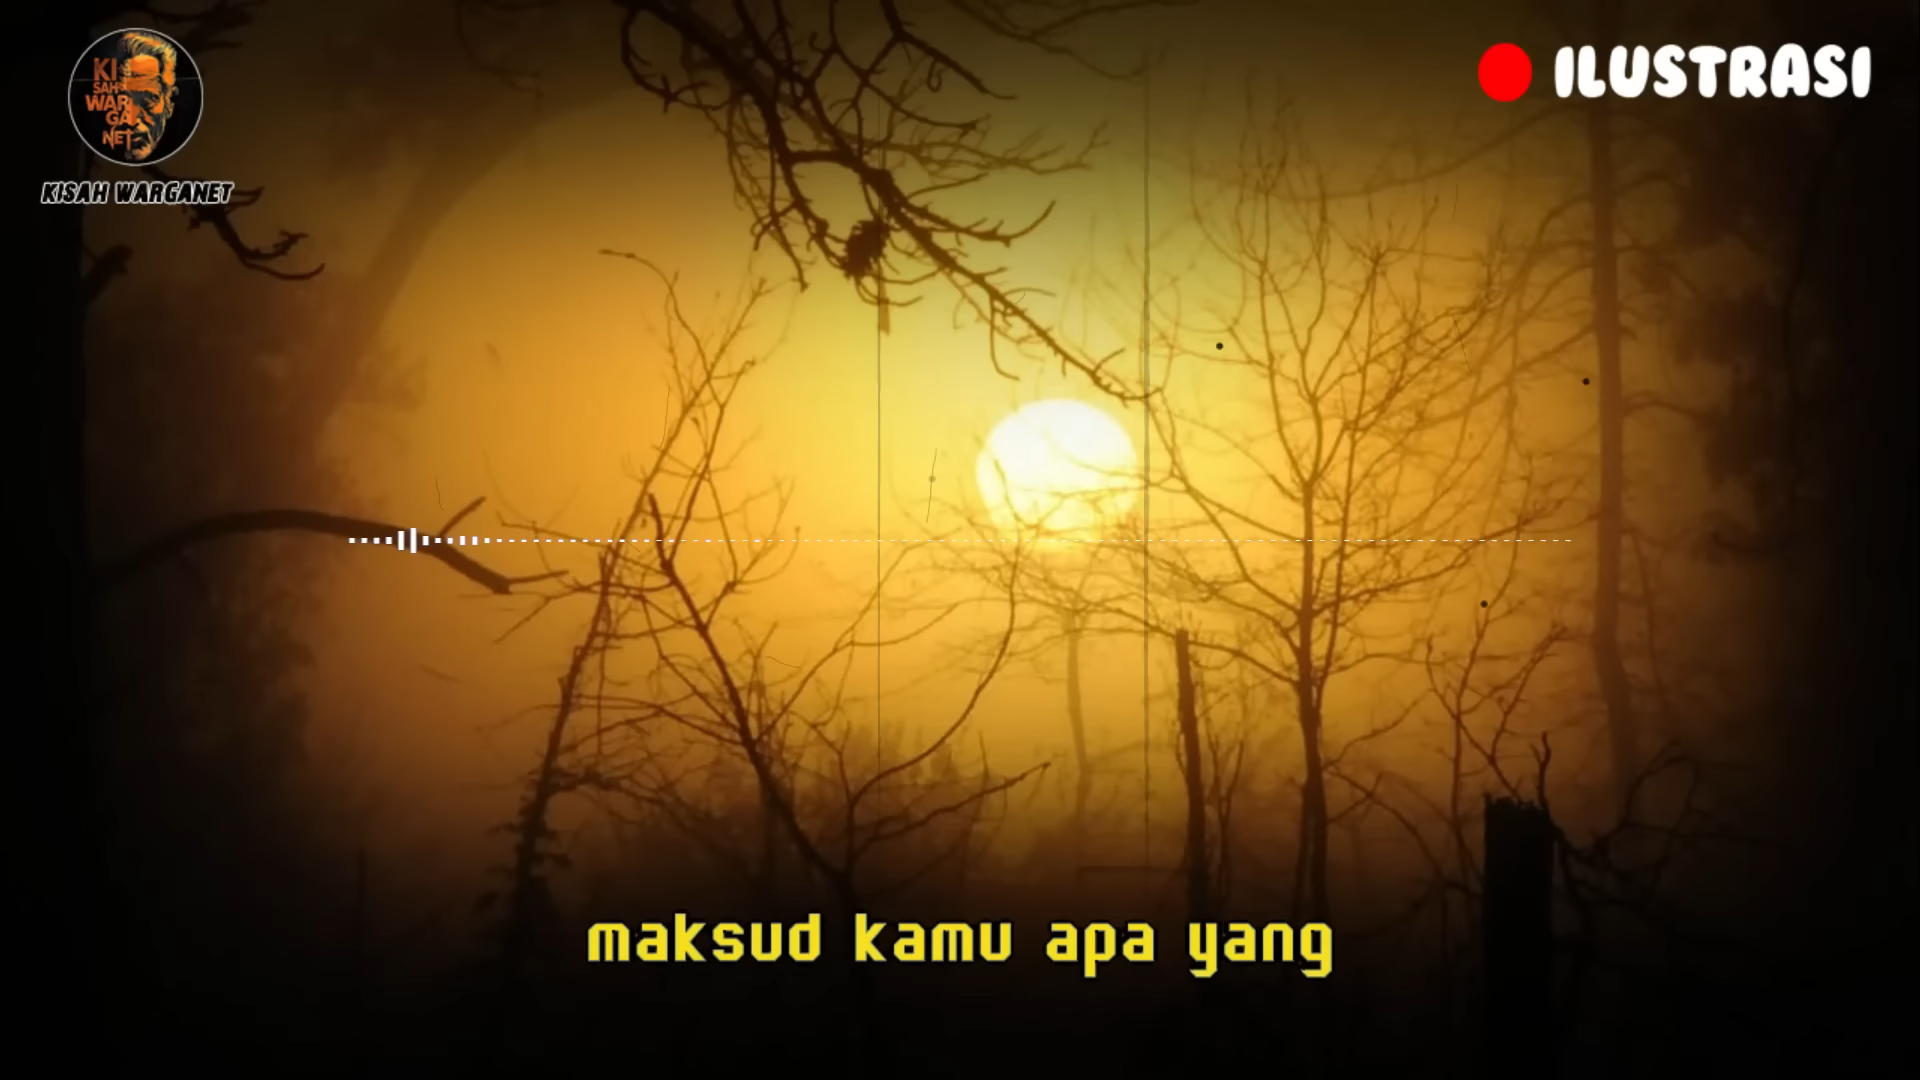 KI
SAH
WAR
GA
NET
KISAH WARGANET
ILUSTRASI
maksud kamu apa yang